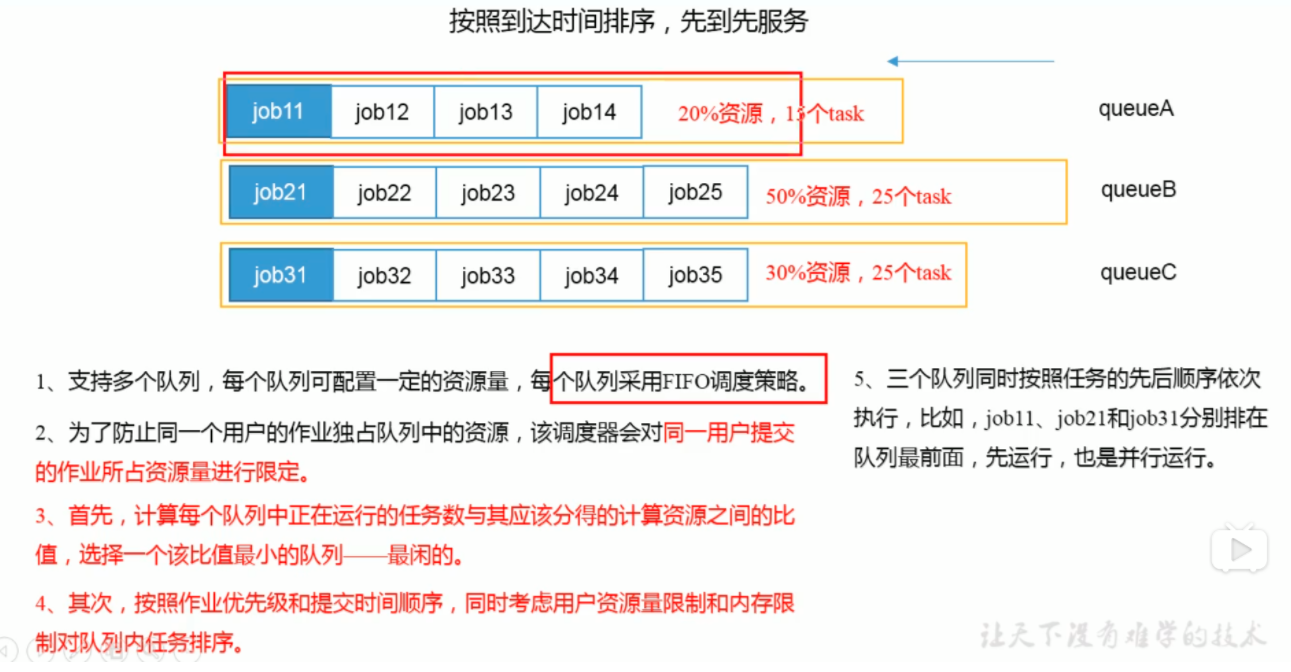 按照到达时间排序，先到先服务
job11 job12 job13 job14 20%资源，15个task queueA
job21 job22 job23 job24 job25 50%资源，25个task queueB
job31 job32 job33 job34 job35 30%资源，25个task queueC
1、支持多个队列，每个队列可配置一定的资源量，每个队列采用FIFO调度策略。
2、为了防止同一个用户的作业独占队列中的资源，该调度器会对同一用户提交
的作业所占资源量进行限定。
3、首先，计算每个队列中正在运行的任务数与其应该分得的计算资源之间的比
值，选择一个该比值最小的队列——最闲的。
4、其次，按照作业优先级和提交时间顺序，同时考虑用户资源量限制和内存限
制对队列内任务排序。
5、三个队列同时按照任务的先后顺序依次
执行，比如，job11、job21和job31分别排在
队列最前面，先运行，也是并行运行。
让天下没有难学的技术